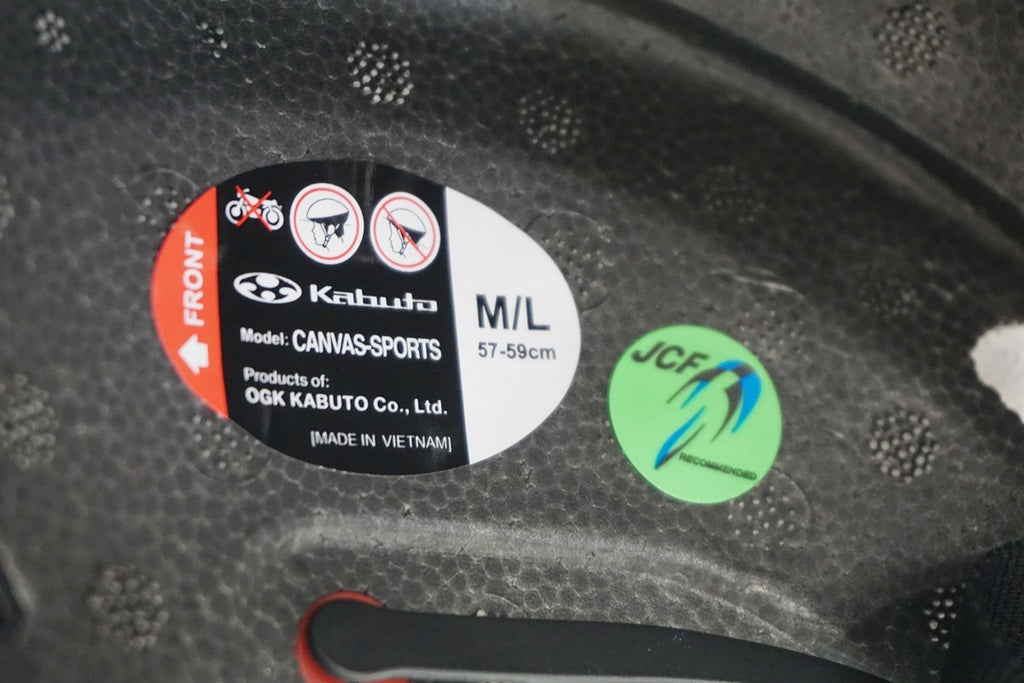 FRONT
Kabuto
Model: CANVAS-SPORTS
Products of:
OGK KABUTO Co., Ltd.
[MADE IN VIETNAM]
M/L
57-59cm
JCF
RECOMMENDED